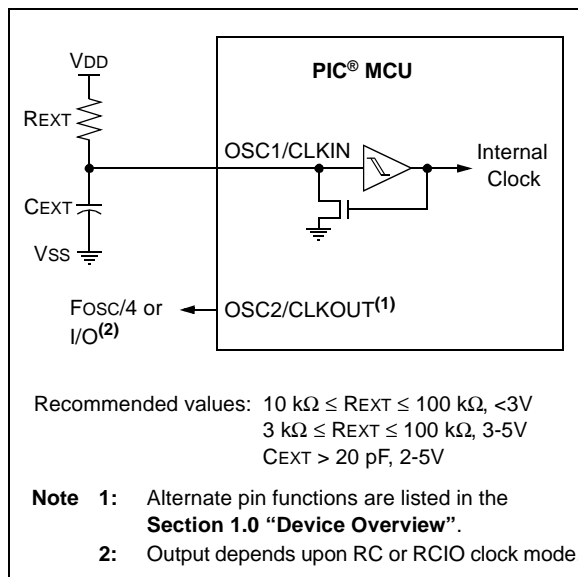 VDD
PIC® MCU
REXT
OSC1/CLKIN
Internal
Clock
CEXT
VSS
FOSC/4 or
I/O(2)
OSC2/CLKOUT(1)
Recommended values: 10 kΩ ≤ REXT ≤ 100 kΩ, <3V
3 kΩ ≤ REXT ≤ 100 kΩ, 3-5V
CEXT > 20 pF, 2-5V
Note 1: Alternate pin functions are listed in the
Section 1.0 “Device Overview”.
2: Output depends upon RC or RCIO clock mode